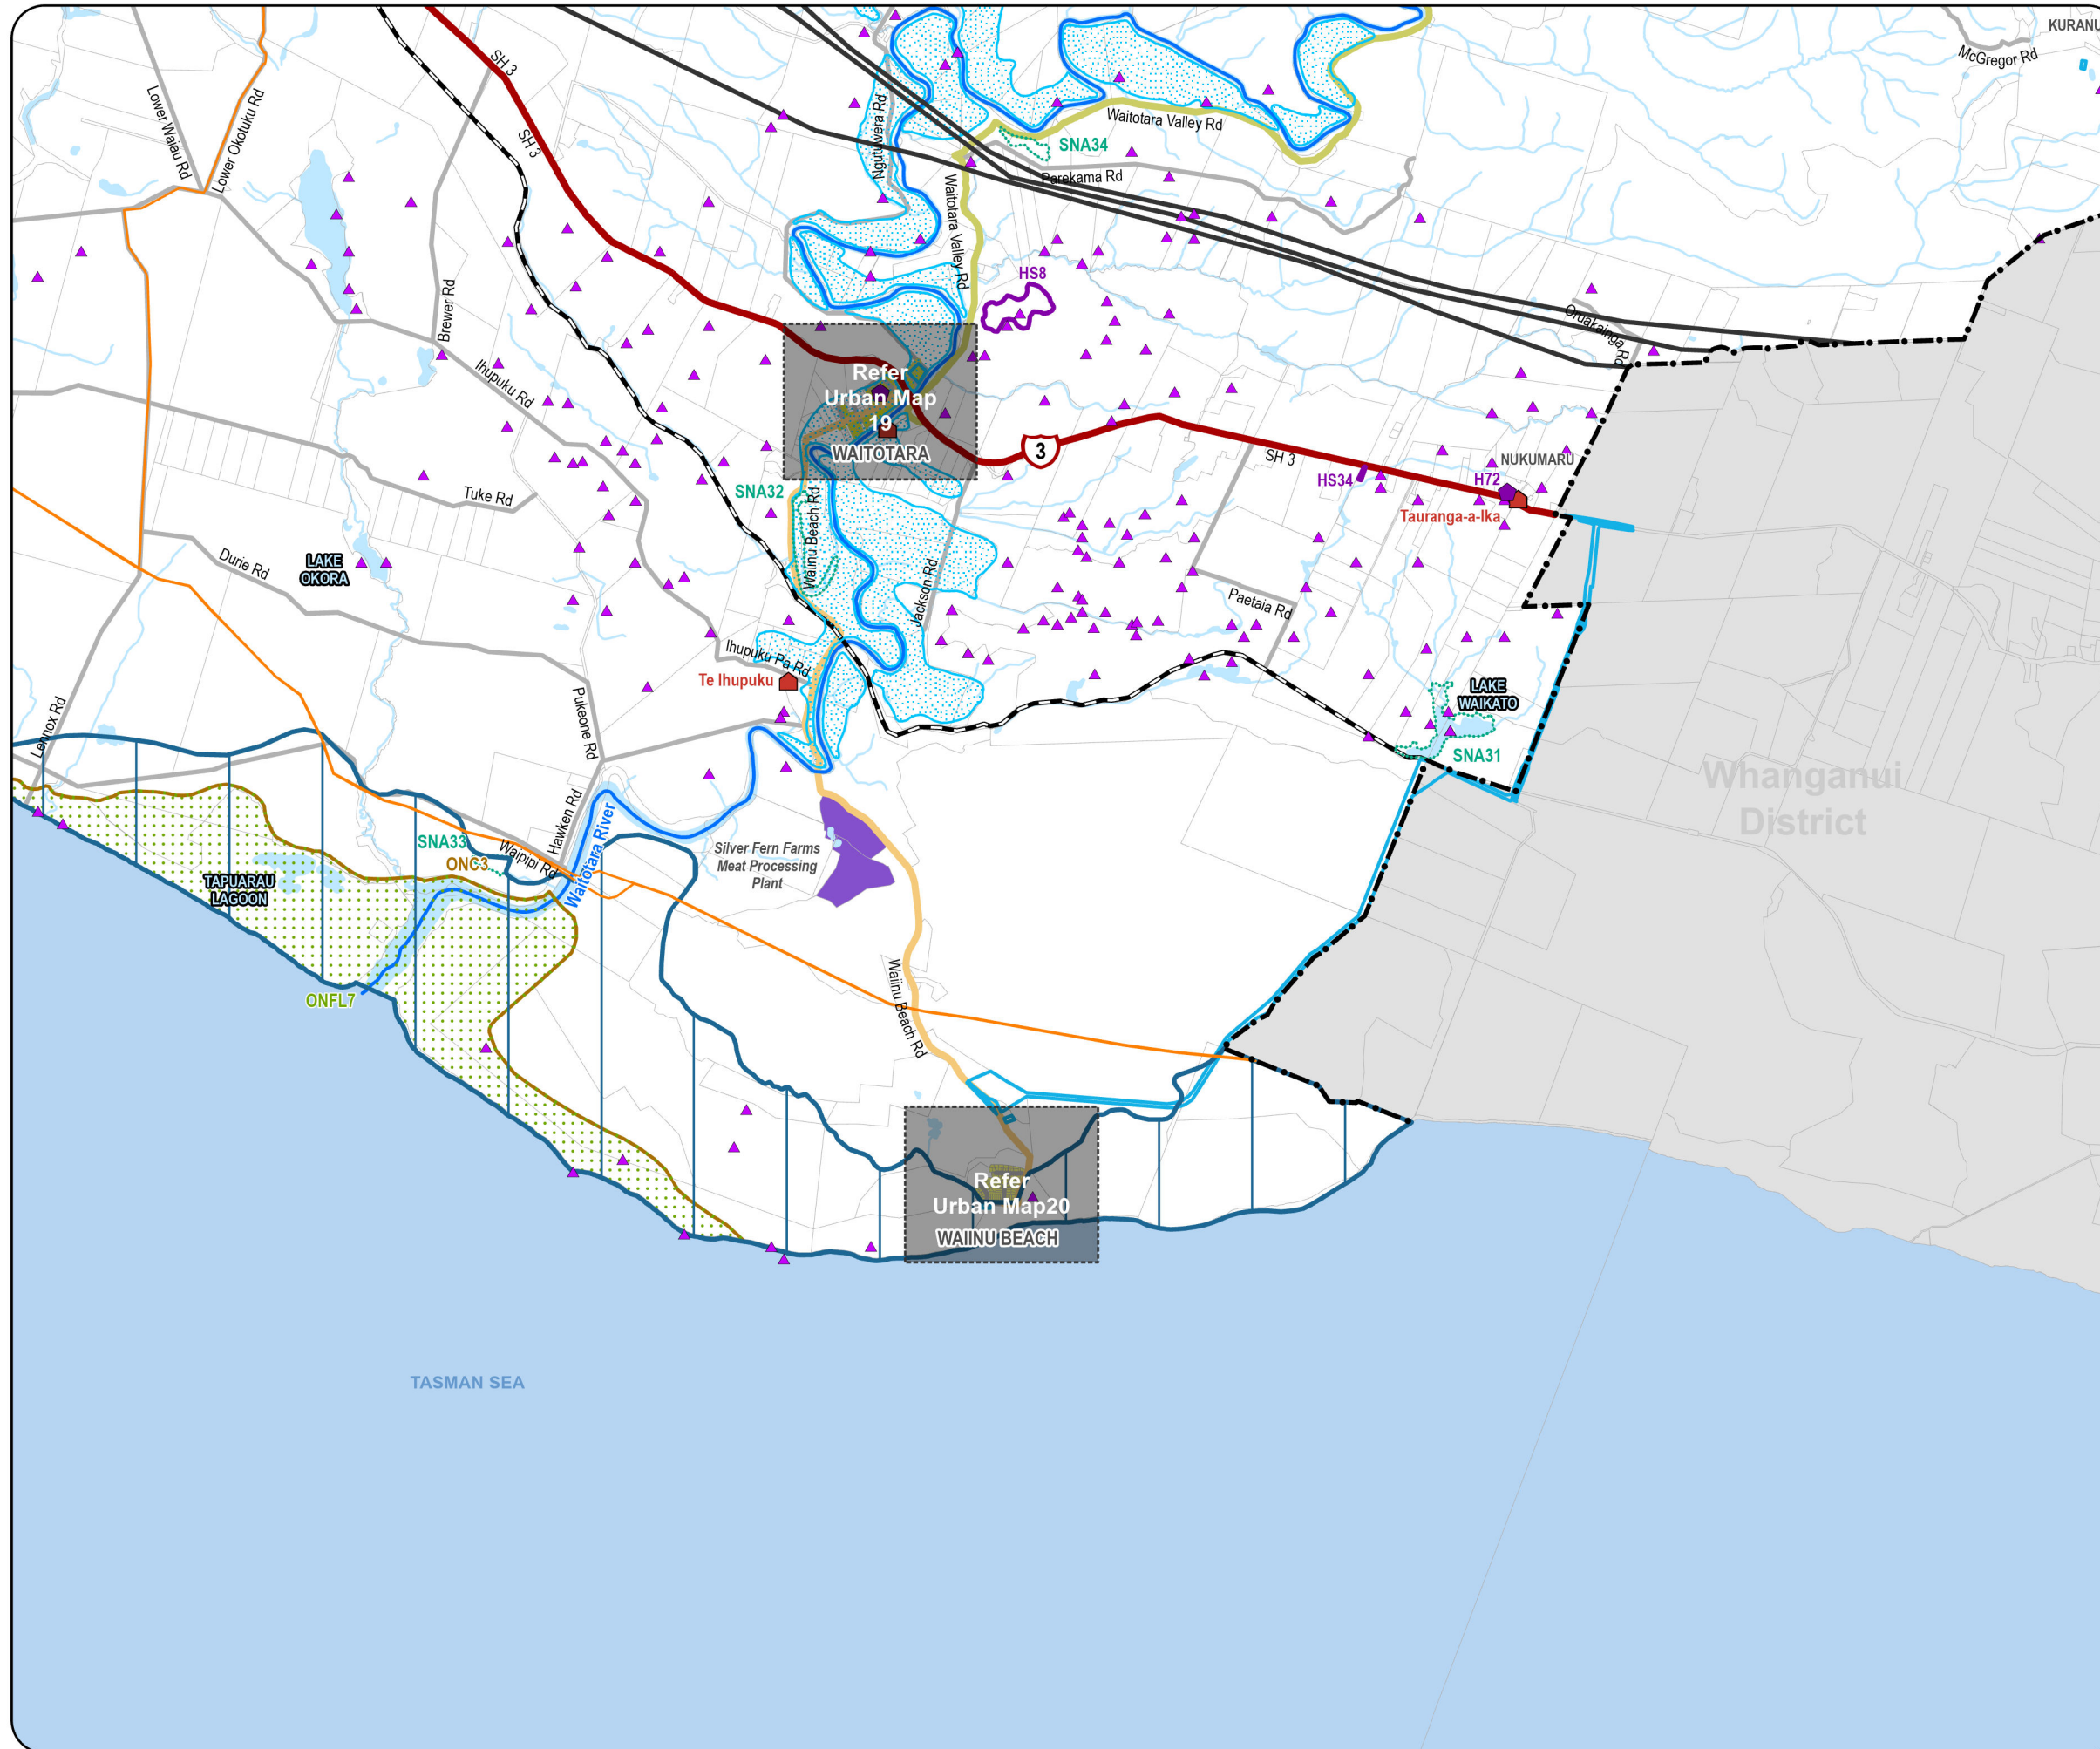 KURANU
McGregor Rd
SH 3
SH 3
Lower Waiau Rd
Lower Okotuku Rd
Ngutuwera Rd
Waitotara Valley Rd
SNA34
Parekama Rd
Waitotara Valley Rd
HS8
Brewer Rd
Oruakainga Rd
Ihupuku Rd
Refer
Urban Map
19
WAITOTARA
3
SH 3
NUKUMARU
HS34
H72
Tauranga-a-Ika
Tuke Rd
SNA32
Waiinu Beach Rd
Durie Rd
LAKE
OKORA
Jackson Rd
Paetaia Rd
Ihupuku Pa Rd
Te Ihupuku
LAKE
WAIKATO
SNA31
Lennox Rd
Pukeone Rd
Whanganui
District
Hawken Rd
Waitotara River
SNA33
ONC3
Waipipi Rd
Silver Fern Farms
Meat Processing
Plant
TAPUARAU
LAGOON
ONFL7
Waiinu Beach Rd
Refer
Urban Map20
WAIINU BEACH
TASMAN SEA